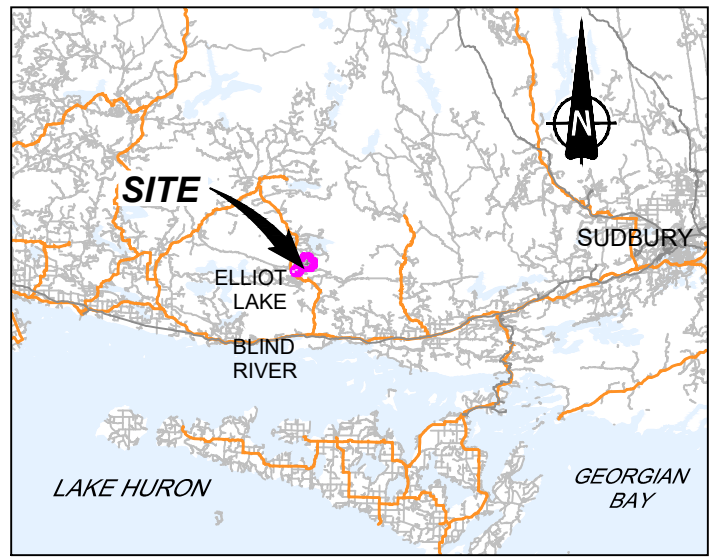 N
SITE
SUDBURY
ELLIOT
LAKE
BLIND
RIVER
LAKE HURON
GEORGIAN
BAY